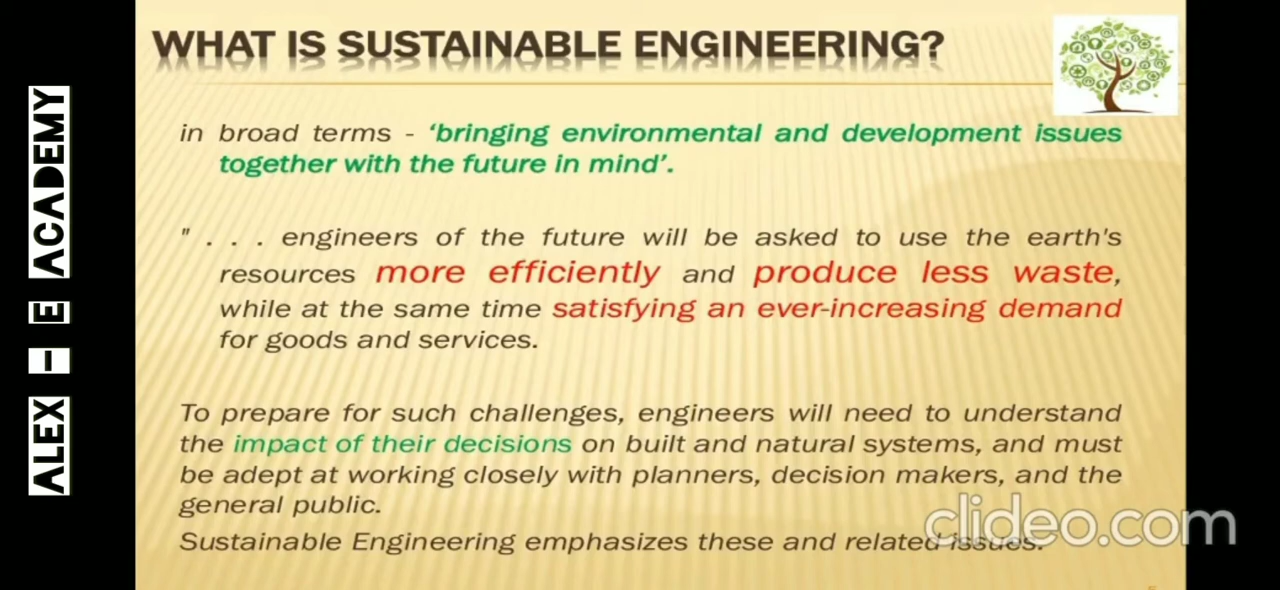 WHAT IS SUSTAINABLE ENGINEERING?
in broad terms - ‘bringing environmental and development issues
together with the future in mind’.
" . . . engineers of the future will be asked to use the earth's
resources more efficiently and produce less waste,
while at the same time satisfying an ever-increasing demand
for goods and services.
To prepare for such challenges, engineers will need to understand
the impact of their decisions on built and natural systems, and must
be adept at working closely with planners, decision makers, and the
general public.
Sustainable Engineering emphasizes these and related issues.
ALEX - E ACADEMY
clideo.com